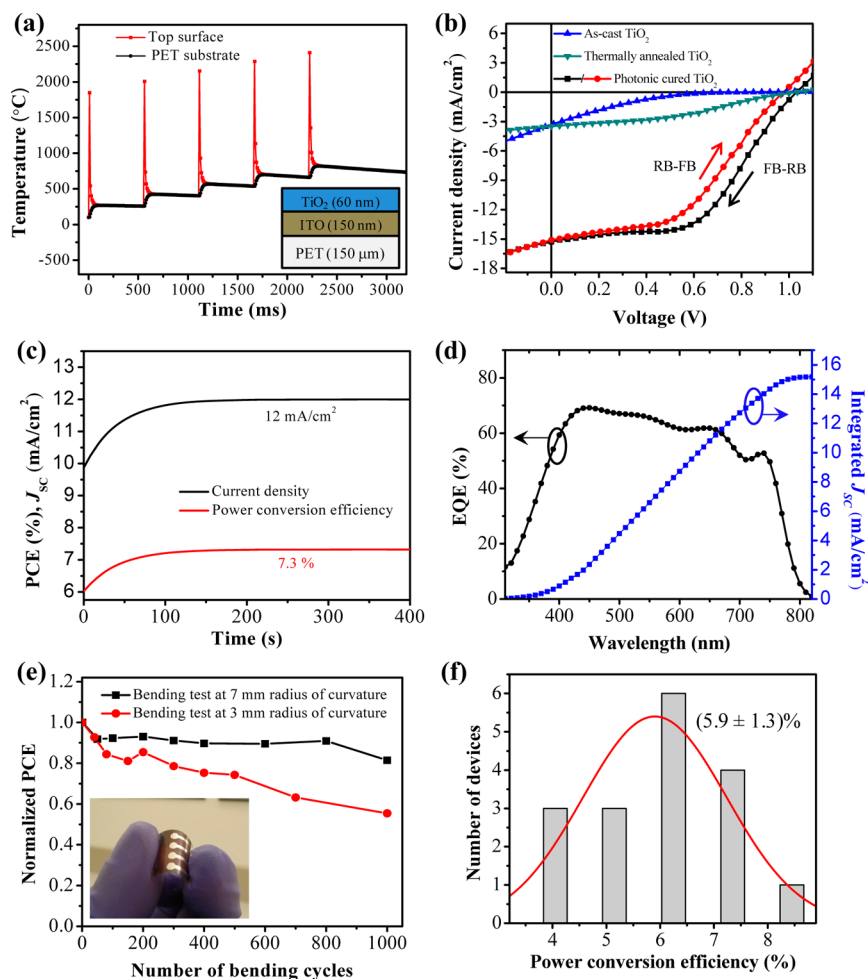 (a)
Top surface
PET substrate
2750
2250
1750
1250
750
250
-250
Temperature (°C)
TiO₂ (60 nm)
ITO (150 nm)
PET (150 μm)
0 500 1000 1500 2000 2500 3000
Time (ms)
(b)
As-cast TiO₂
Thermally annealed TiO₂
/ Photonic cured TiO₂
3
0
-3
-6
-9
-12
-15
-18
Current density (mA/cm²)
RB-FB
FB-RB
0.0 0.2 0.4 0.6 0.8 1.0
Voltage (V)
(c)
13
12
11
10
9
8
7
6
PCE (%), JSC (mA/cm²)
12 mA/cm²
Current density
Power conversion efficiency
7.3 %
0 100 200 300 400
Time (s)
(d)
80
60
40
20
0
EQE (%)
16
14
12
10
8
6
4
2
0
Integrated JSC (mA/cm²)
400 500 600 700 800
Wavelength (nm)
(e)
1.2
1.0
0.8
0.6
0.4
0.2
0.0
Normalized PCE
Bending test at 7 mm radius of curvature
Bending test at 3 mm radius of curvature
0 200 400 600 800 1000
Number of bending cycles
(f)
6
5
4
3
2
1
0
Number of devices
(5.9 ± 1.3)%
4 5 6 7 8
Power conversion efficiency (%)